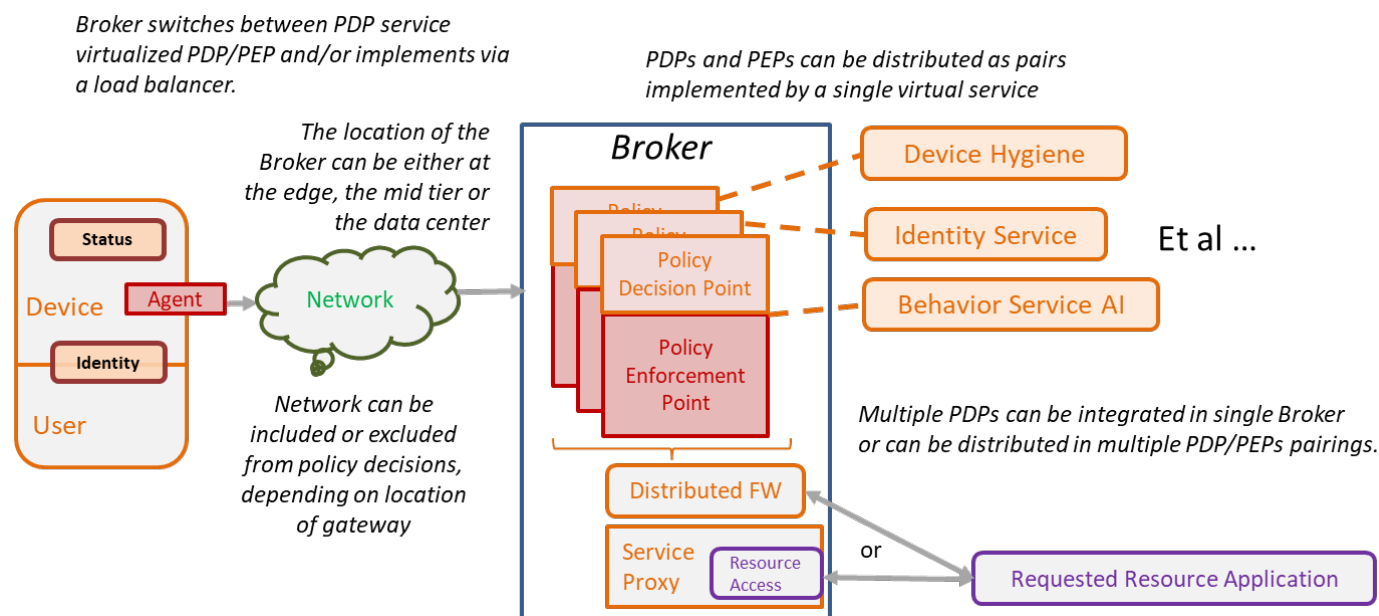 Broker switches between PDP service
virtualized PDP/PEP and/or implements via
a load balancer.
PDPs and PEPs can be distributed as pairs
implemented by a single virtual service
The location of the
Broker can be either at
the edge, the mid tier or
the data center
Broker
Device Hygiene
Policy
Policy
Identity Service
Et al ...
Status
Policy
Decision Point
Device
Agent
Network
Behavior Service AI
Identity
User
Policy
Enforcement
Point
Network can be
included or excluded
from policy decisions,
depending on location
of gateway
Multiple PDPs can be integrated in single Broker
or can be distributed in multiple PDP/PEPs pairings.
Distributed FW
Service
Proxy
Resource
Access
or
Requested Resource Application